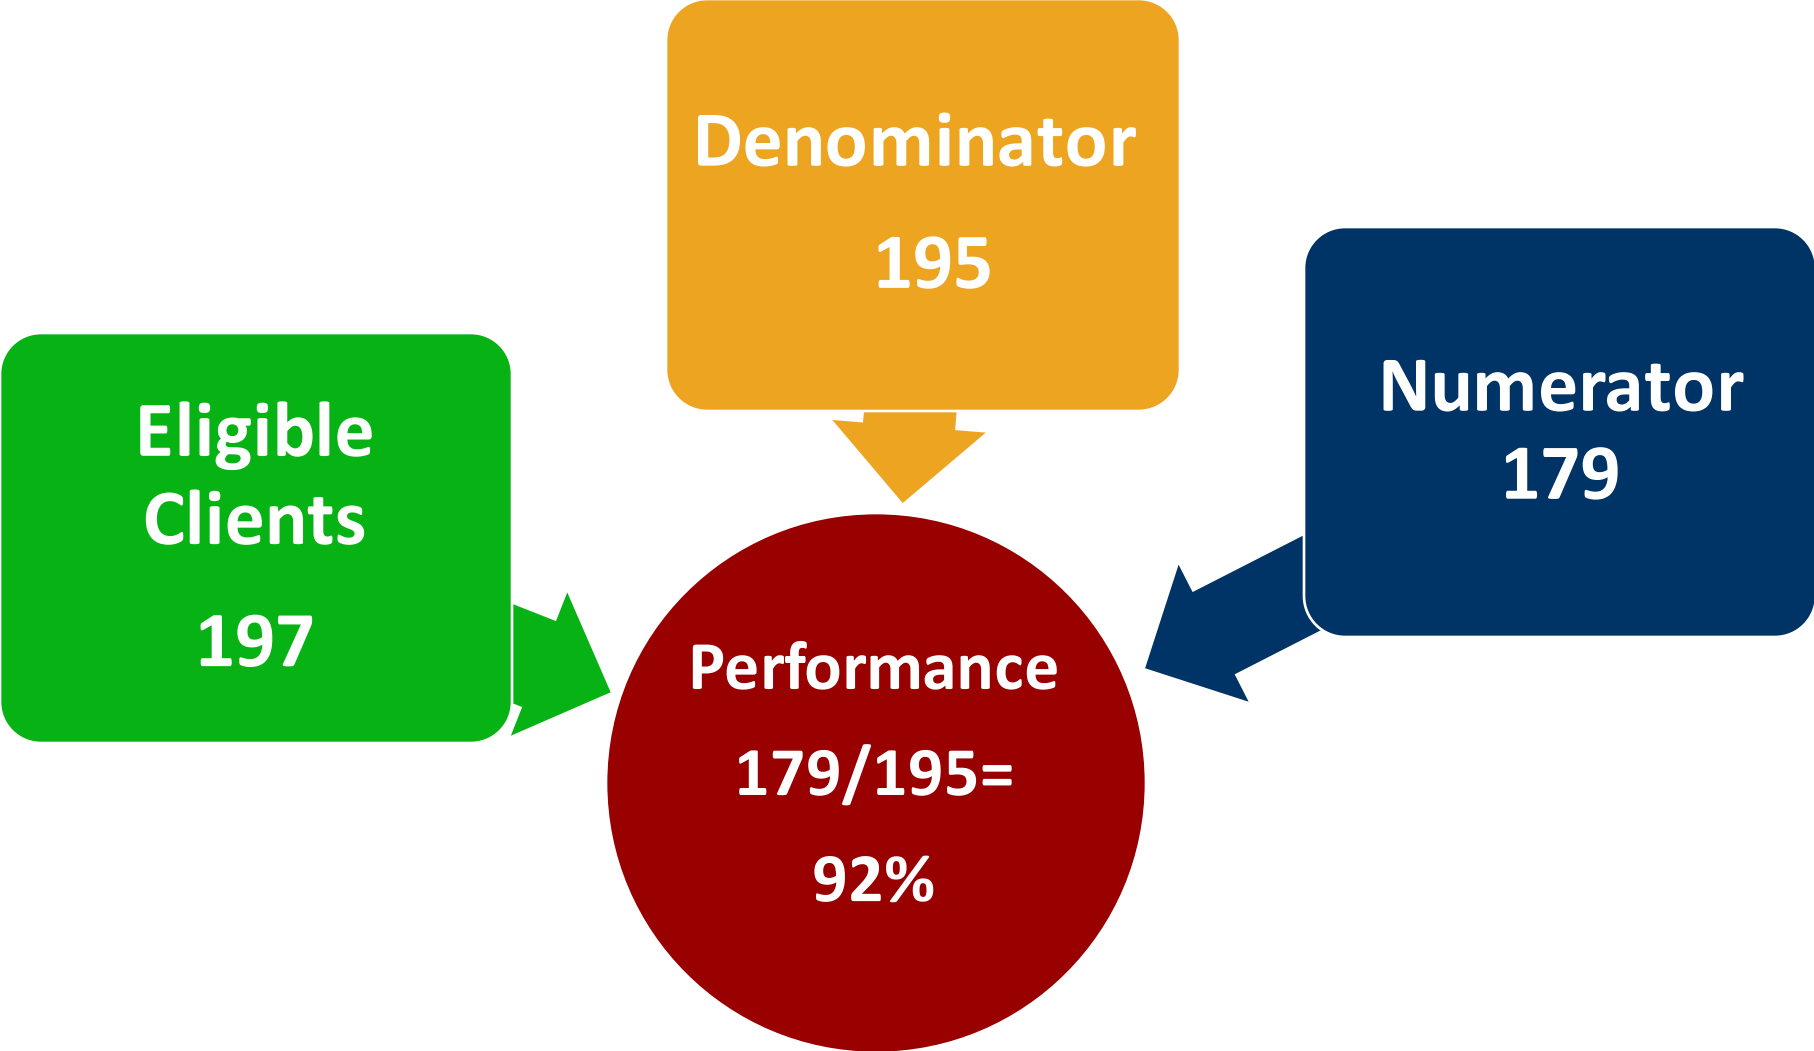 Denominator
195
Numerator
179
Eligible
Clients
197
Performance
179/195=
92%